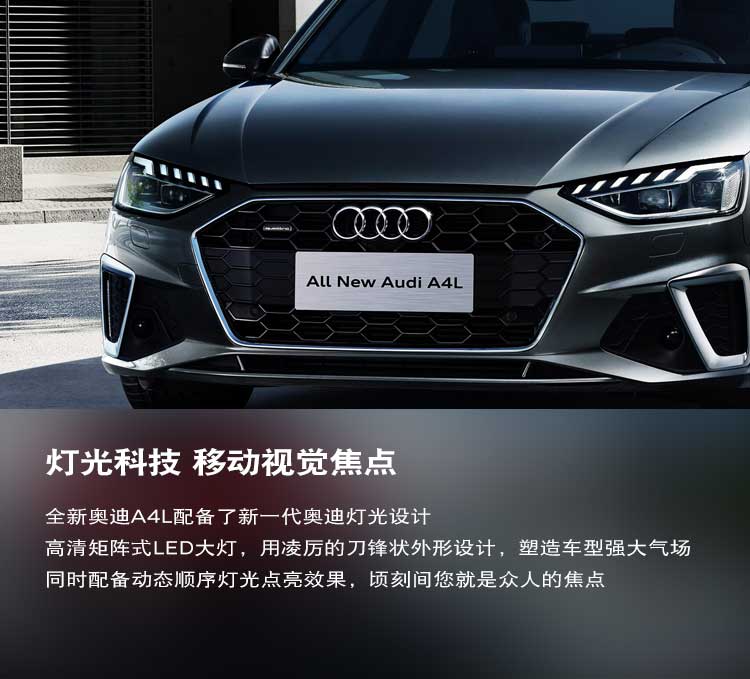 quattro
All New Audi A4L
灯光科技 移动视觉焦点
全新奥迪A4L配备了新一代奥迪灯光设计
高清矩阵式LED大灯，用凌厉的刀锋状外形设计，塑造车型强大气场
同时配备动态顺序灯光点亮效果，顷刻间您就是众人的焦点